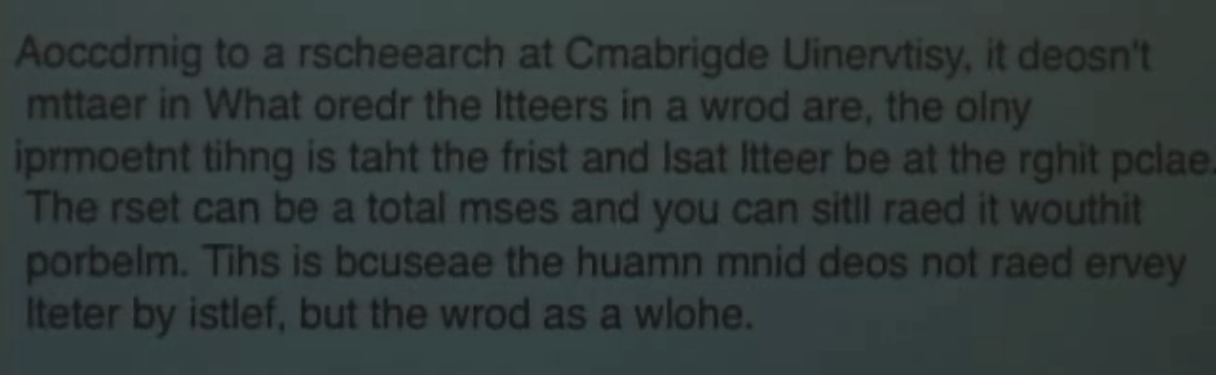 Aoccdrnig to a rscheearch at Cmabrigde Uinervtisy, it deosn't
mttaer in What oredr the ltteers in a wrod are, the olny
iprmoetnt tihng is taht the frist and lsat ltteer be at the rghit pclae.
The rset can be a total mses and you can sitll raed it wouthit
porbelm. Tihs is bcuseae the huamn mnid deos not raed ervey
lteter by istlef, but the wrod as a wlohe.